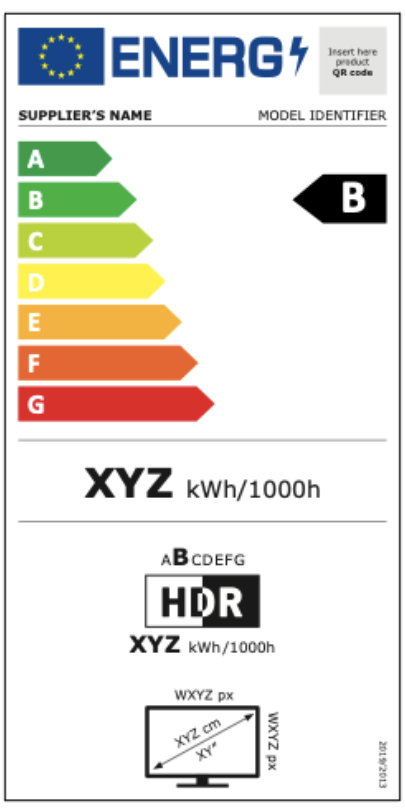 ENERG
Insert here
product
QR code
SUPPLIER'S NAME MODEL IDENTIFIER
A
B
B
C
D
E
F
G
XYZ kWh/1000h
ABCDEFG
HDR
XYZ kWh/1000h
WXYZ px
XYZ cm
XY"
WXYZ px
2019/2013